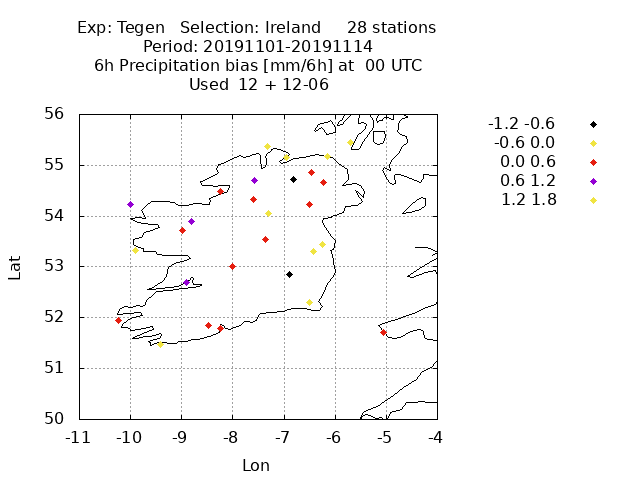 Exp: Tegen   Selection: Ireland     28 stations
Period: 20191101-20191114
6h Precipitation bias [mm/6h] at  00 UTC
Used  12 + 12-06
56
55
54
53
52
51
50
-11 -10 -9 -8 -7 -6 -5 -4
Lat
Lon
-1.2 -0.6
-0.6 0.0
0.0 0.6
0.6 1.2
1.2 1.8